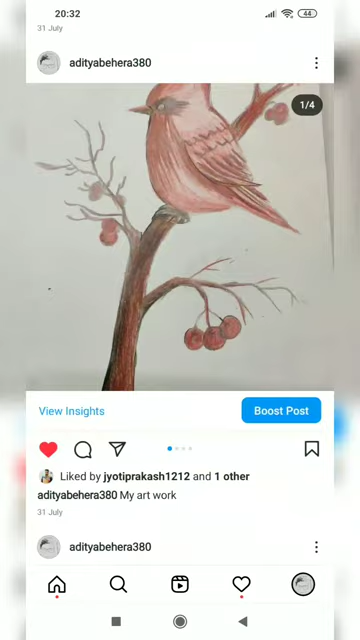 20:32
44
31 July
adityabehera380
1/4
View Insights
Boost Post
Liked by jyotiprakash1212 and 1 other
adityabehera380 My art work
31 July
adityabehera380